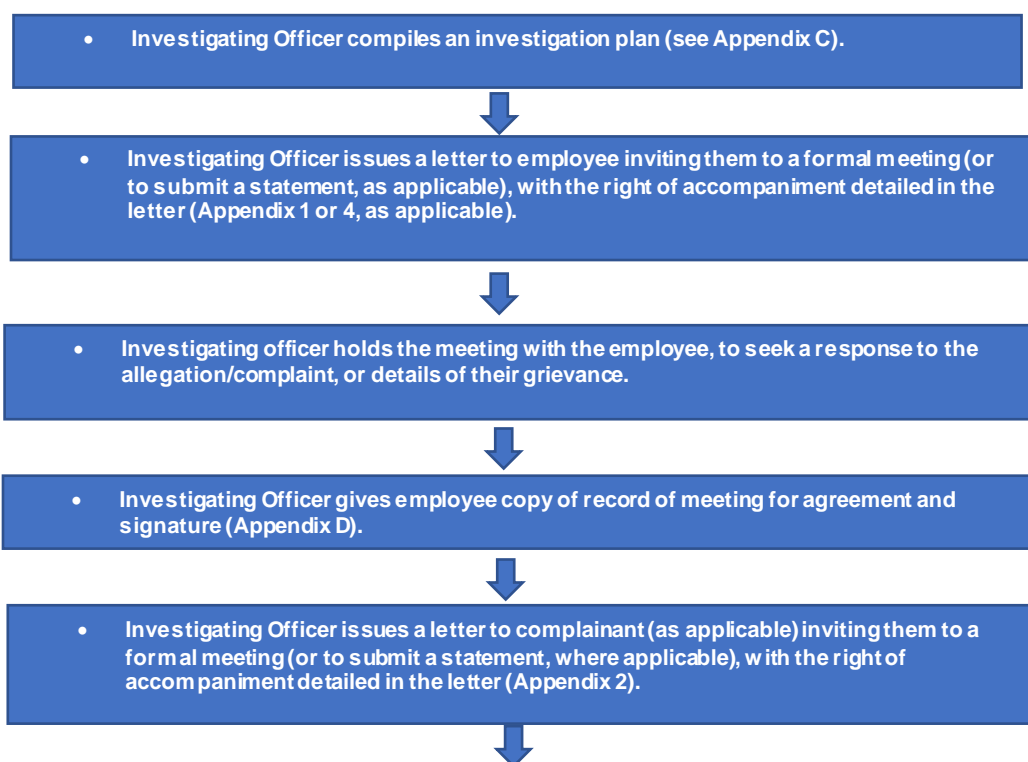 • Investigating Officer compiles an investigation plan (see Appendix C).
• Investigating Officer issues a letter to employee inviting them to a formal meeting (or
to submit a statement, as applicable), with the right of accompaniment detailed in the
letter (Appendix 1 or 4, as applicable).
• Investigating officer holds the meeting with the employee, to seek a response to the
allegation/complaint, or details of their grievance.
• Investigating Officer gives employee copy of record of meeting for agreement and
signature (Appendix D).
• Investigating Officer issues a letter to complainant (as applicable) inviting them to a
formal meeting (or to submit a statement, where applicable), with the right of
accompaniment detailed in the letter (Appendix 2).